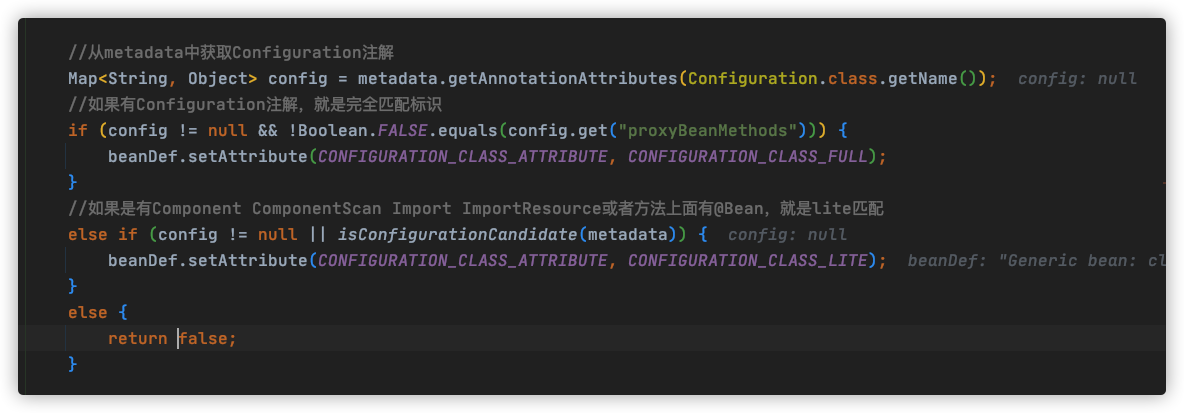 //从metadata中获取Configuration注解
Map<String, Object> config = metadata.getAnnotationAttributes(Configuration.class.getName());  config: null
//如果有Configuration注解，就是完全匹配标识
if (config != null && !Boolean.FALSE.equals(config.get("proxyBeanMethods"))) {
    beanDef.setAttribute(CONFIGURATION_CLASS_ATTRIBUTE, CONFIGURATION_CLASS_FULL);
}
//如果是有Component ComponentScan Import ImportResource或者方法上面有@Bean，就是lite匹配
else if (config != null || isConfigurationCandidate(metadata)) {  config: null
    beanDef.setAttribute(CONFIGURATION_CLASS_ATTRIBUTE, CONFIGURATION_CLASS_LITE);  beanDef: "Generic bean: cl
}
else {
    return false;
}